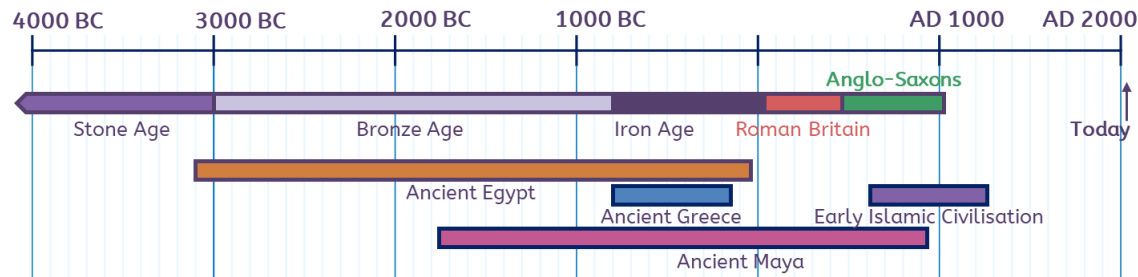 4000 BC 3000 BC 2000 BC 1000 BC AD 1000 AD 2000
Anglo-Saxons
Stone Age Bronze Age Iron Age Roman Britain Today
Ancient Egypt
Ancient Greece Early Islamic Civilisation
Ancient Maya